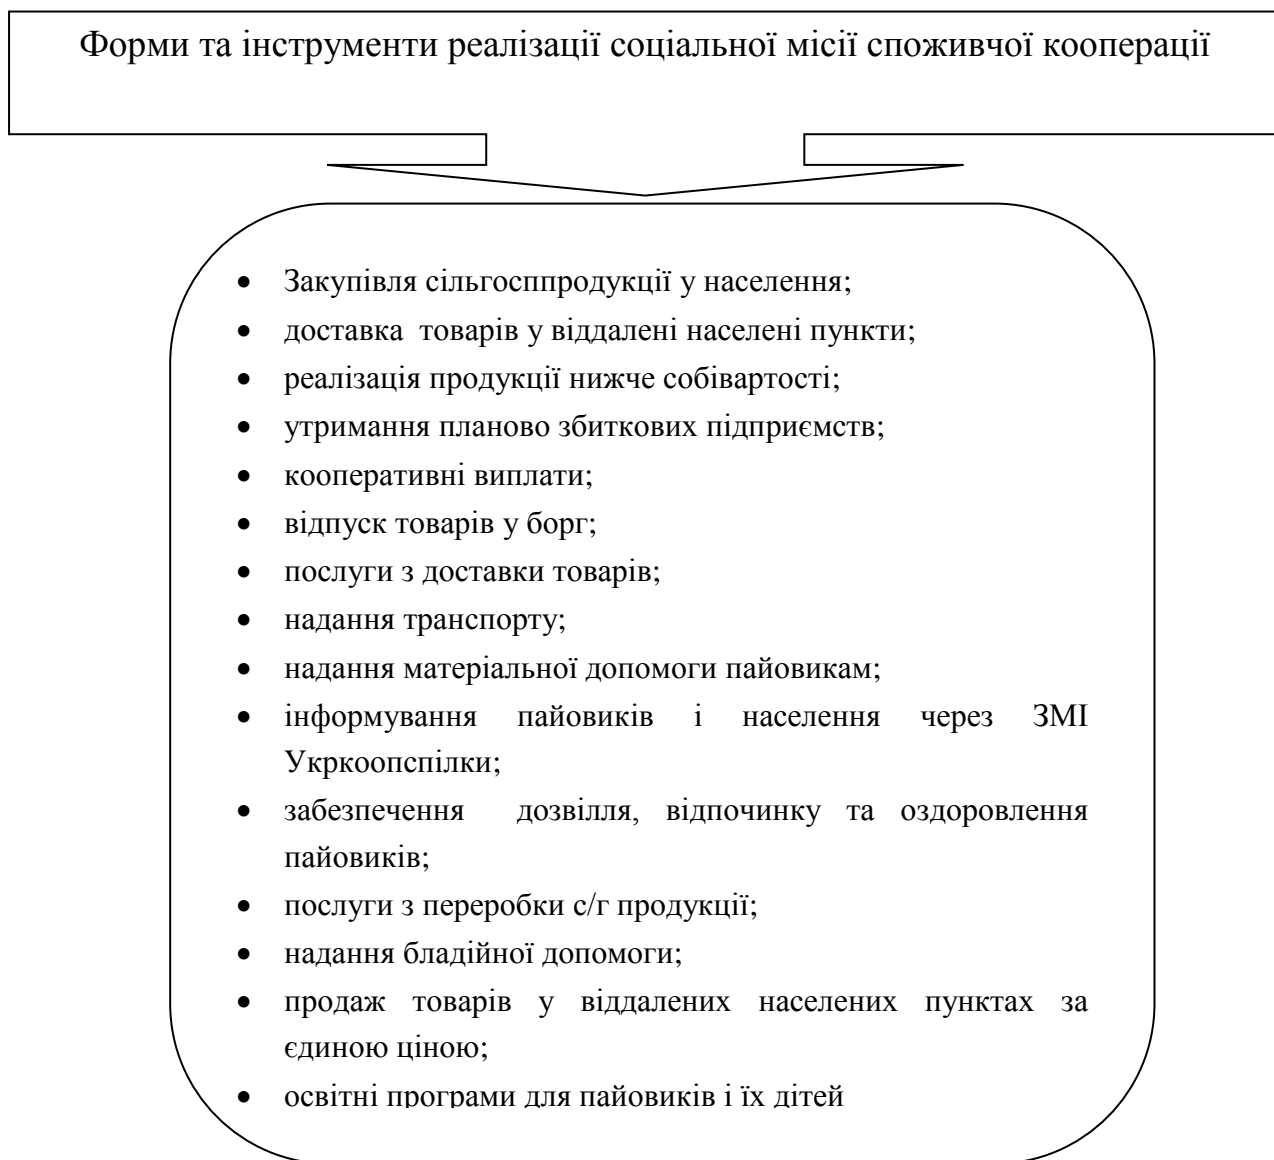 Форми та інструменти реалізації соціальної місії споживчої кооперації
• Закупівля сільгосппродукції у населення;
• доставка товарів у віддалені населені пункти;
• реалізація продукції нижче собівартості;
• утримання планово збиткових підприємств;
• кооперативні виплати;
• відпуск товарів у борг;
• послуги з доставки товарів;
• надання транспорту;
• надання матеріальної допомоги пайовикам;
• інформування пайовиків і населення через ЗМІ
Укркоопспілки;
• забезпечення дозвілля, відпочинку та оздоровлення
пайовиків;
• послуги з переробки с/г продукції;
• надання бладійної допомоги;
• продаж товарів у віддалених населених пунктах за
єдиною ціною;
• освітні програми для пайовиків і їх дітей